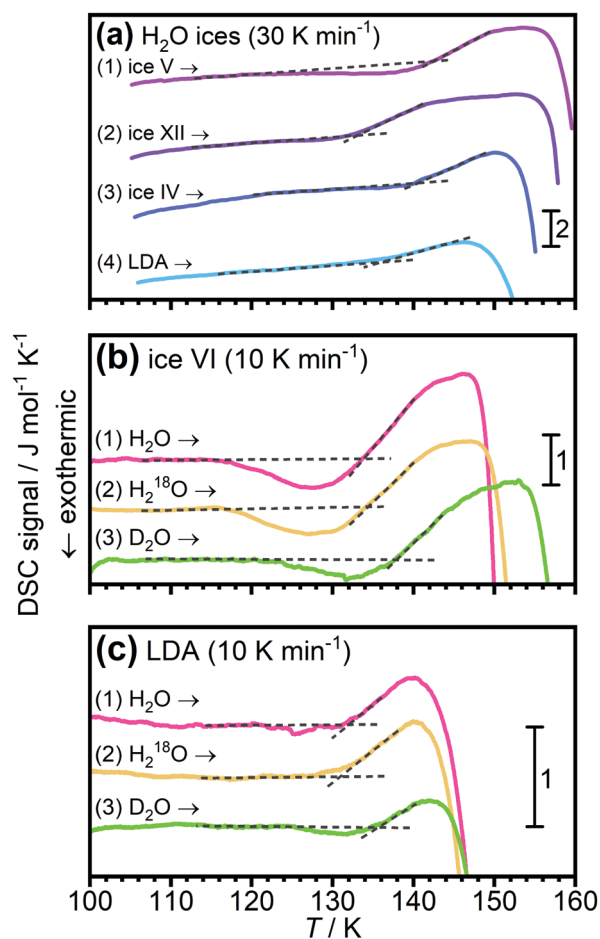 (a) H₂O ices (30 K min⁻¹)
(1) ice V →
(2) ice XII →
(3) ice IV →
2
(4) LDA →
DSC signal / J mol⁻¹ K⁻¹
← exothermic
(b) ice VI (10 K min⁻¹)
(1) H₂O →
1
(2) H₂¹⁸O →
(3) D₂O →
(c) LDA (10 K min⁻¹)
(1) H₂O →
(2) H₂¹⁸O →
1
(3) D₂O →
100 110 120 130 140 150 160
T / K